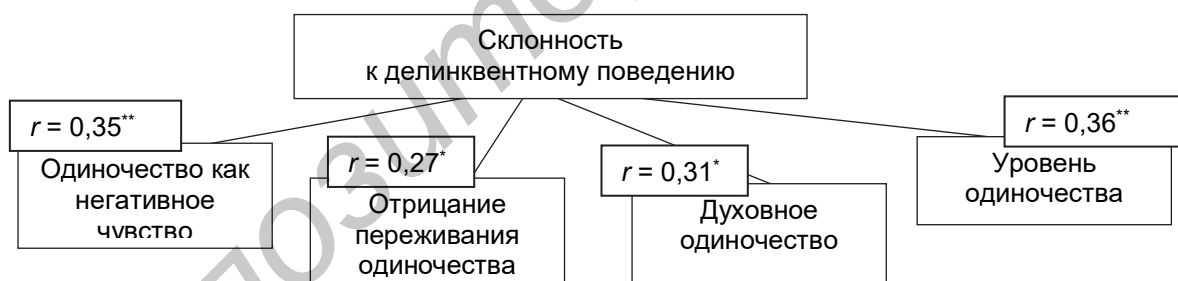 Склонность
к делинквентному поведению
r = 0,35**
Одиночество как
негативное
чувство
r = 0,27*
Отрицание
переживания
одиночества
r = 0,31*
Духовное
одиночество
r = 0,36**
Уровень
одиночества